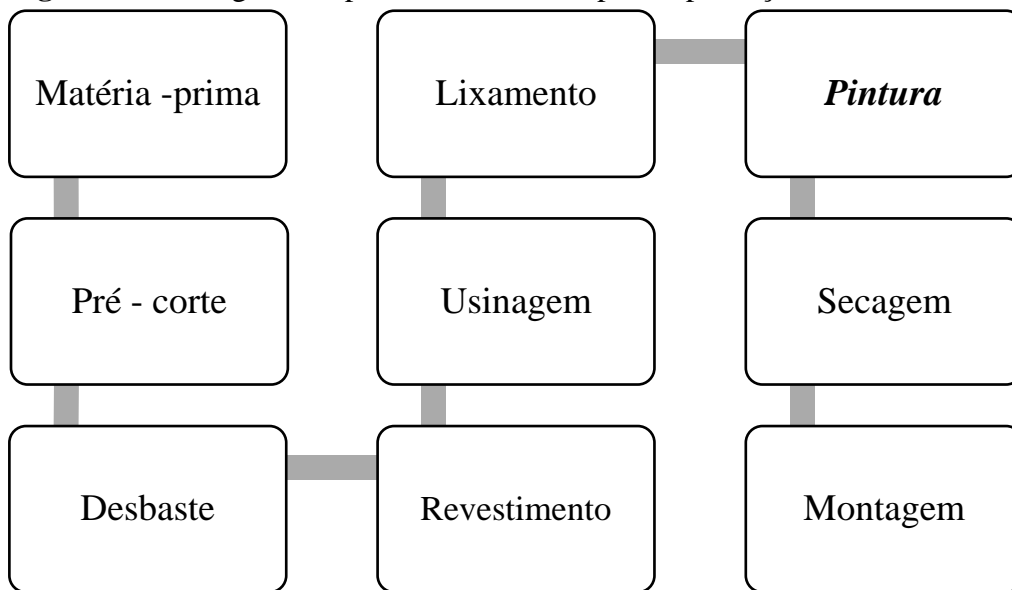 Matéria -prima
Pré - corte
Desbaste
Revestimento
Usinagem
Lixamento
Pintura
Secagem
Montagem